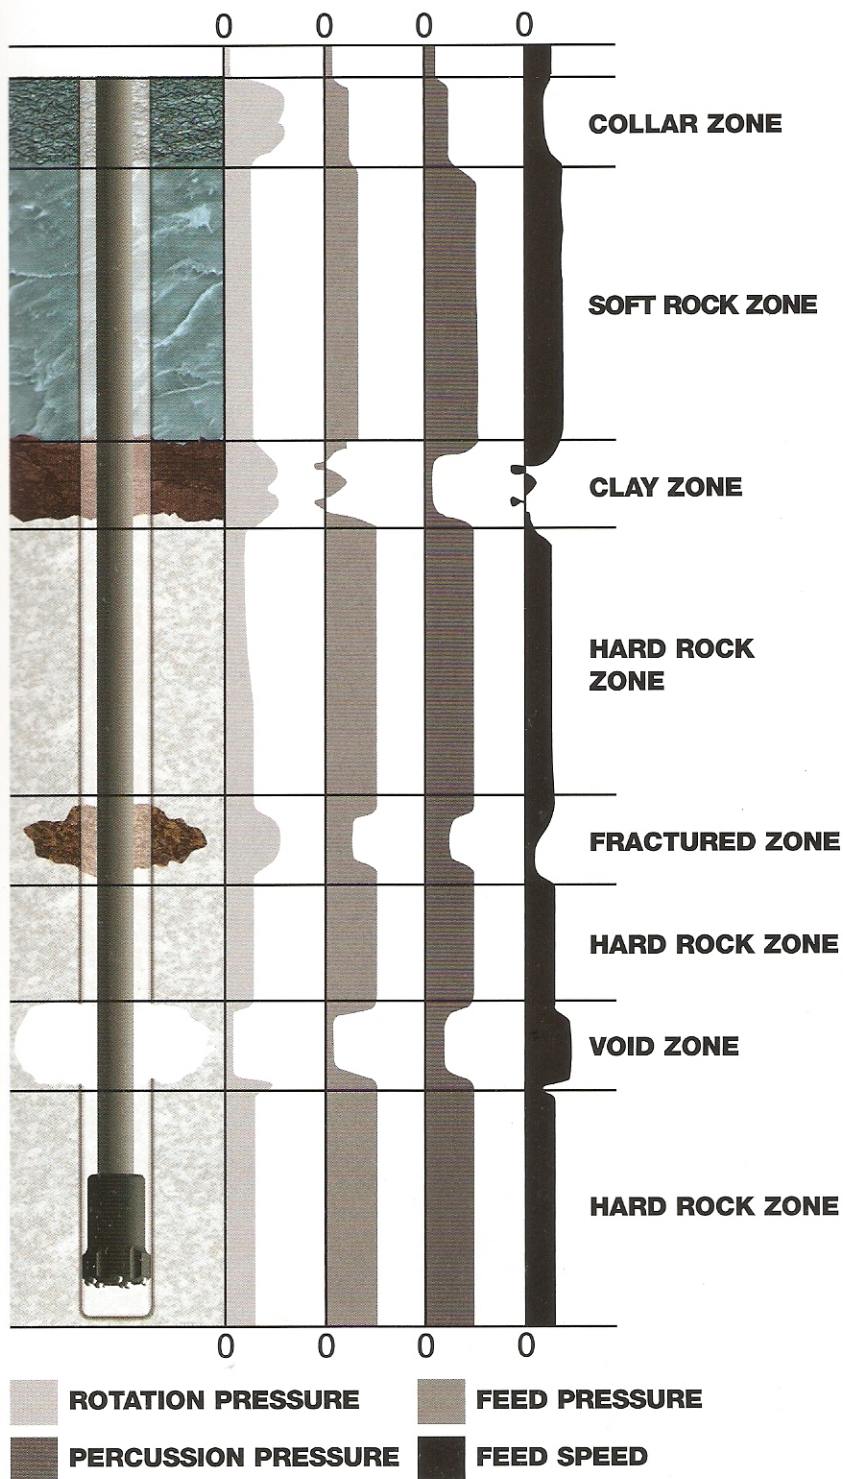 0 0 0 0
COLLAR ZONE
SOFT ROCK ZONE
CLAY ZONE
HARD ROCK
ZONE
FRACTURED ZONE
HARD ROCK ZONE
VOID ZONE
HARD ROCK ZONE
0 0 0 0
ROTATION PRESSURE
FEED PRESSURE
PERCUSSION PRESSURE
FEED SPEED